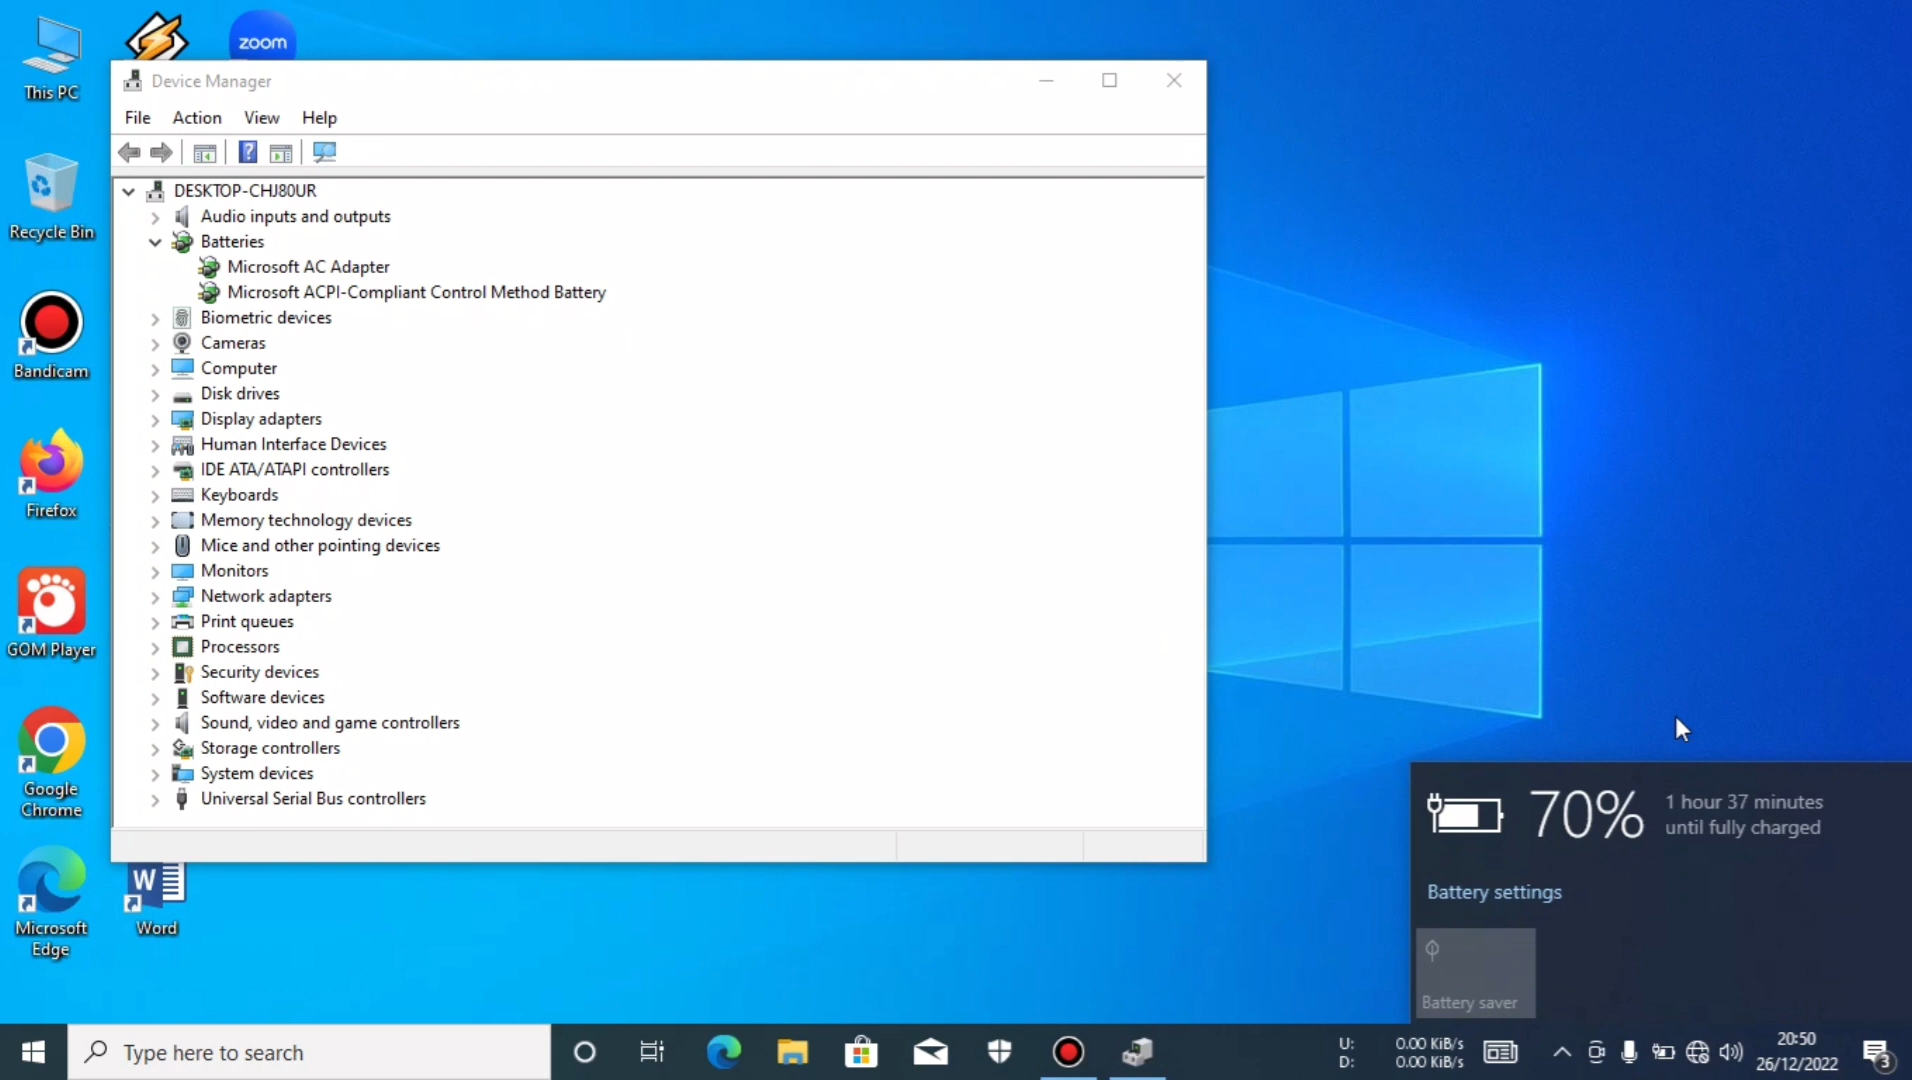 This PC
zoom
Recycle Bin
Bandicam
Firefox
GOM Player
Google
Chrome
Microsoft
Edge
W
Word
Device Manager
File Action View Help
DESKTOP-CHJ80UR
Audio inputs and outputs
Batteries
Microsoft AC Adapter
Microsoft ACPI-Compliant Control Method Battery
Biometric devices
Cameras
Computer
Disk drives
Display adapters
Human Interface Devices
IDE ATA/ATAPI controllers
Keyboards
Memory technology devices
Mice and other pointing devices
Monitors
Network adapters
Print queues
Processors
Security devices
Software devices
Sound, video and game controllers
Storage controllers
System devices
Universal Serial Bus controllers
70% 1 hour 37 minutes
until fully charged
Battery settings
Battery saver
Type here to search
U: 0.00 KiB/s
D: 0.00 KiB/s
20:50
26/12/2022
3